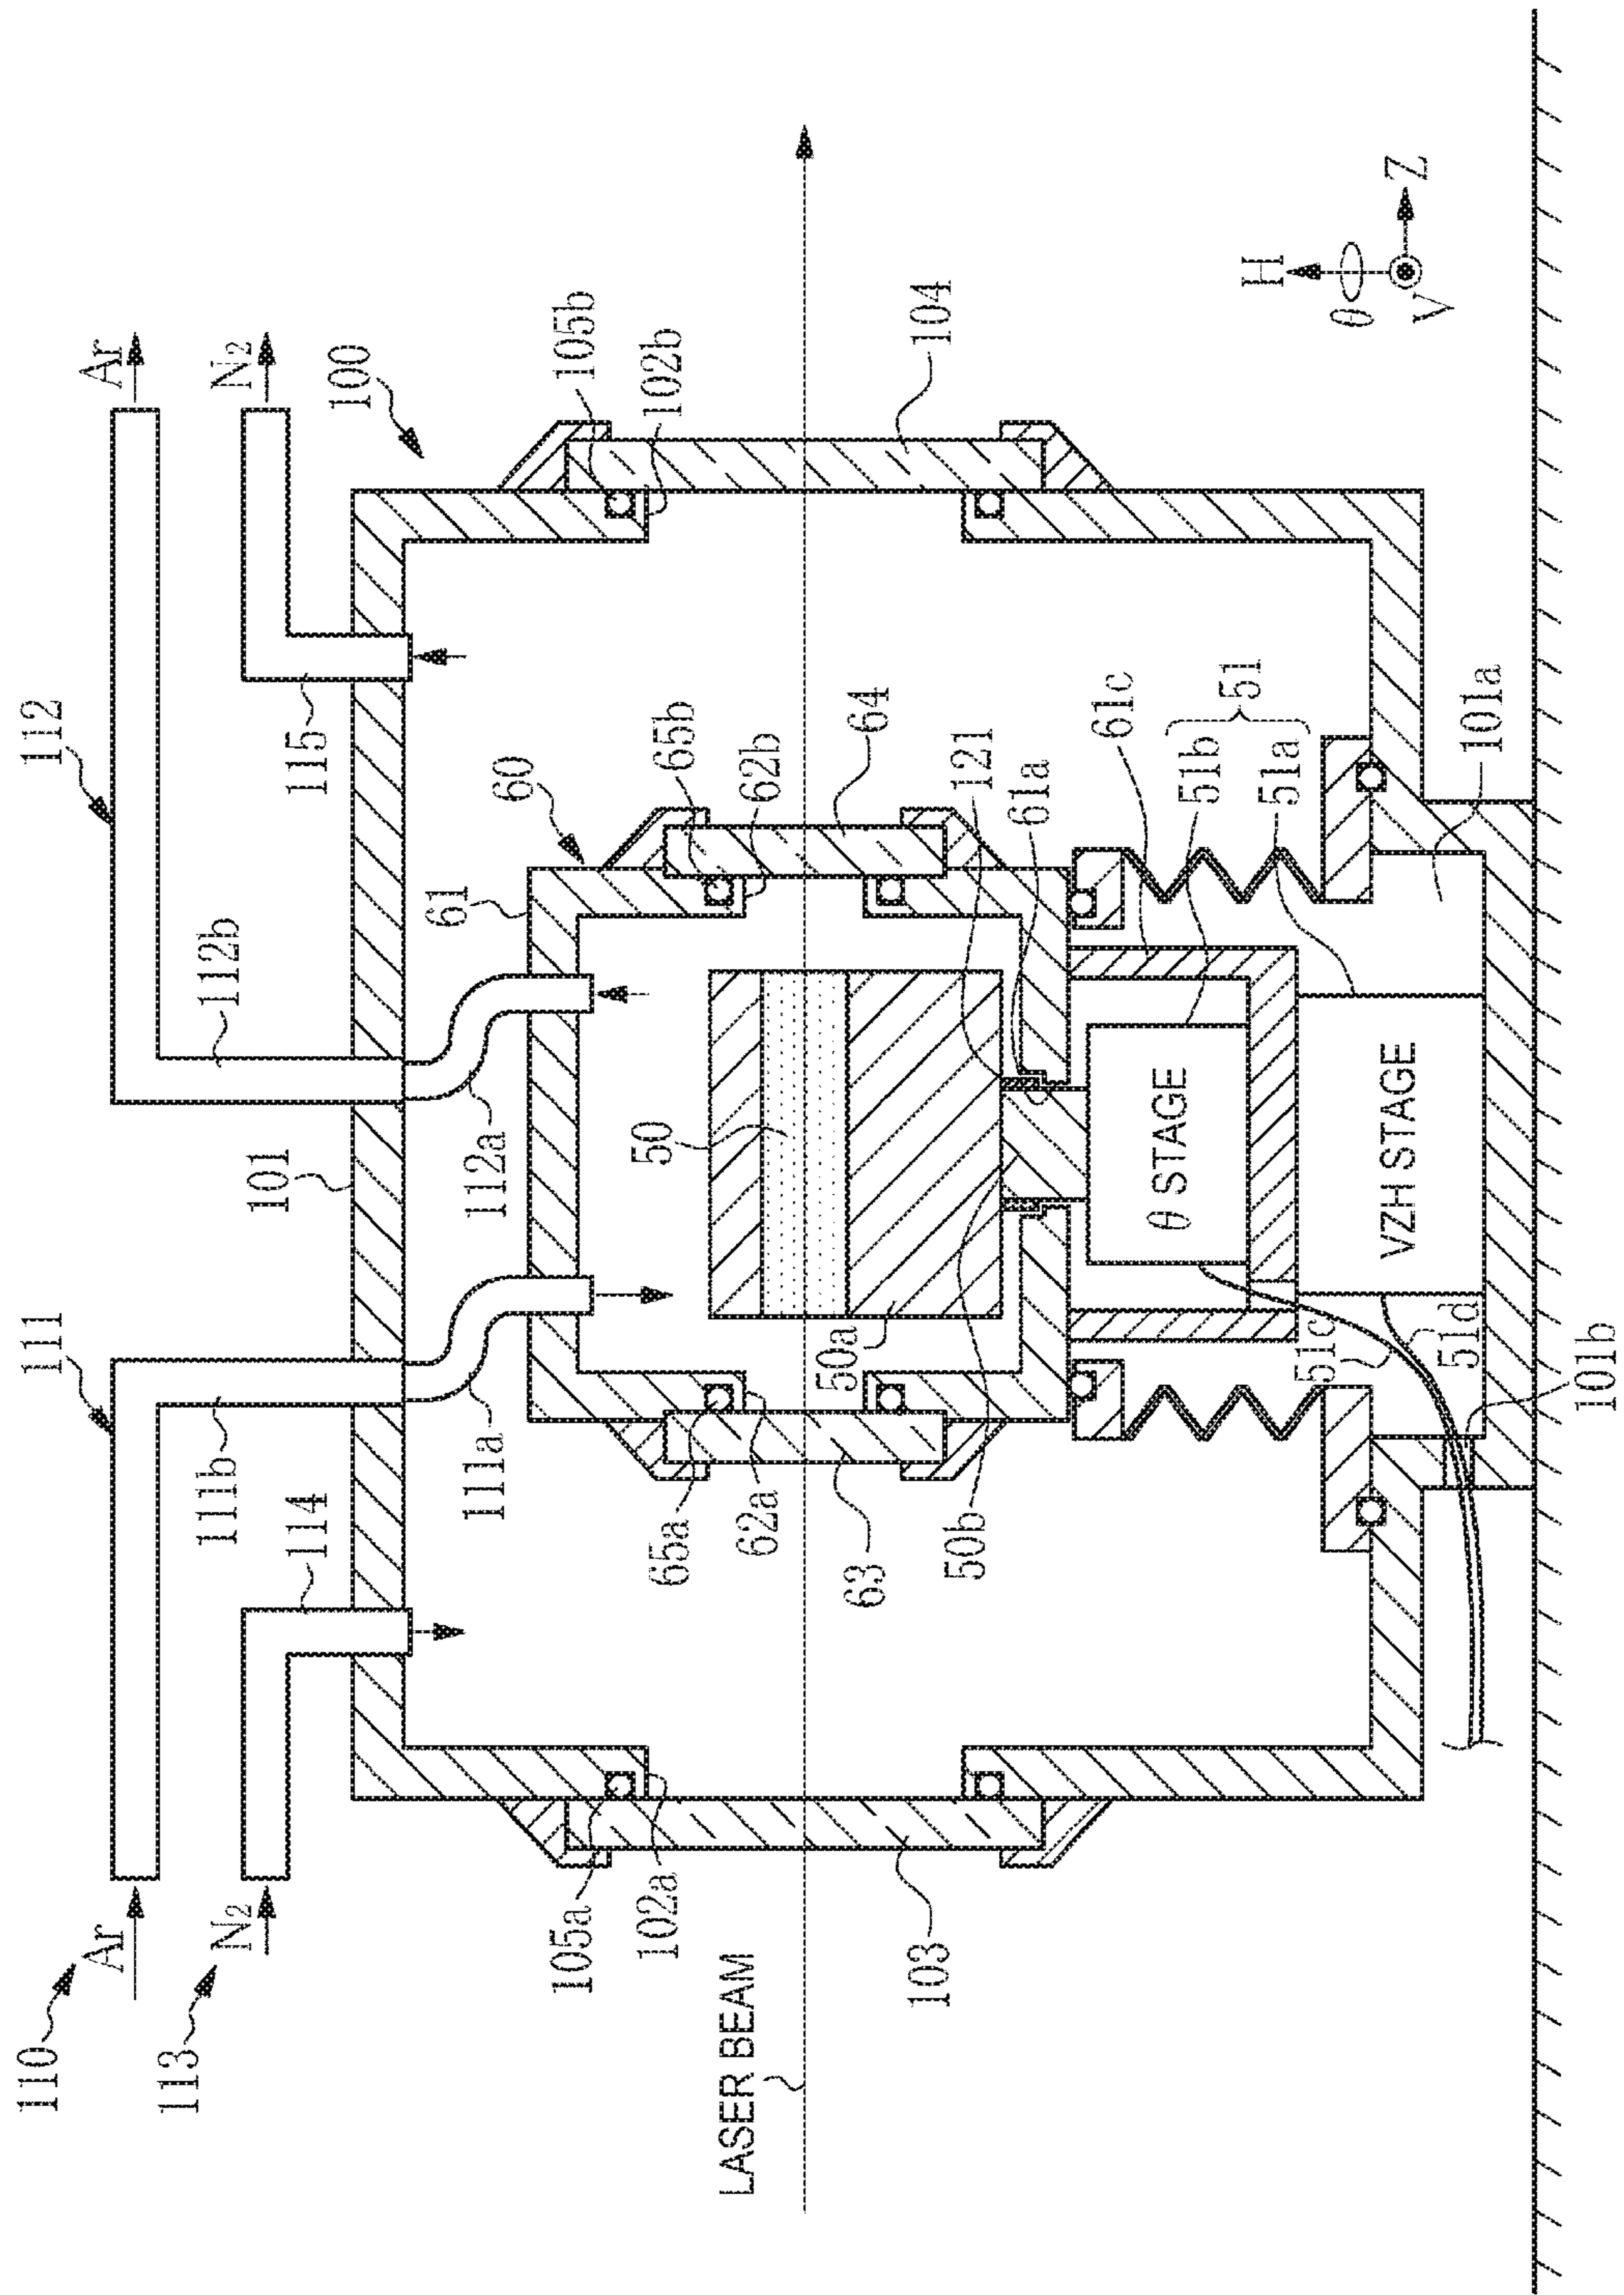 110
Ar
113
N₂
111
111b
114
112
112b
115
Ar
N₂
100
101
111a
112a
61
60
105a
102a
65a
62a
50
65b
62b
105b
102b
LASER BEAM
103
63
50a
50b
64
121
61a
104
61c
51b
51
51a
101a
θ STAGE
VZH STAGE
51c
51d
101b
H
θ
V
Z